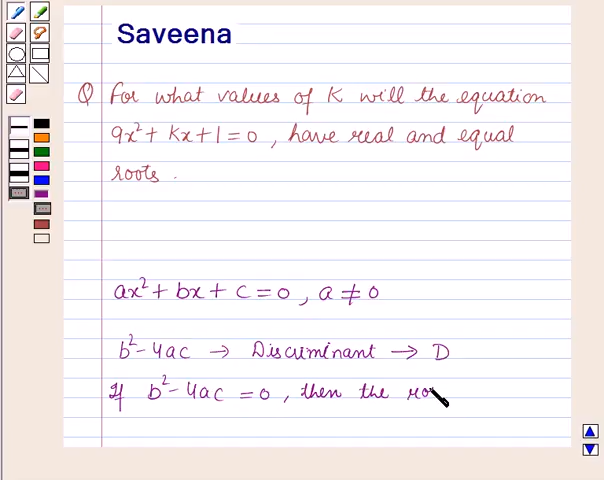 Saveena
Q For what values of K will the equation
9x² + Kx + 1 = 0 , have real and equal
roots .
ax² + bx + c = 0 , a ≠ 0
b² - 4ac → Discriminant → D
If b² - 4ac = 0 , then the